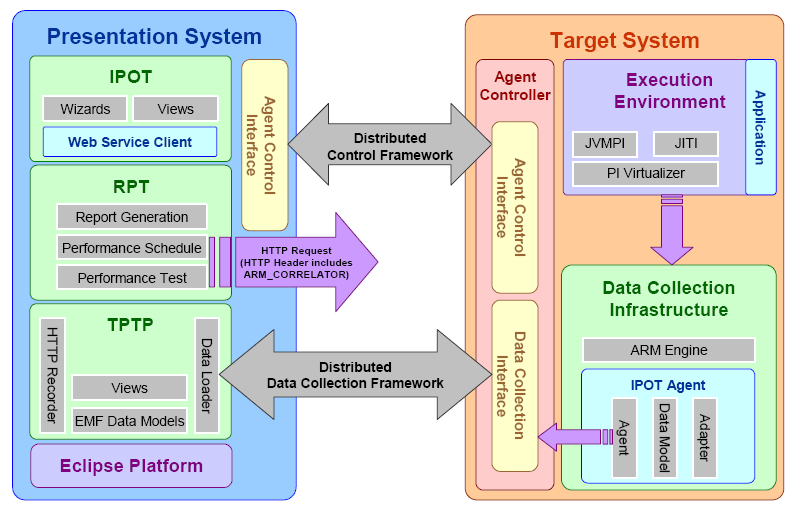 Presentation System
IPOT
Wizards
Views
Web Service Client
RPT
Report Generation
Performance Schedule
Performance Test
TPTP
HTTP Recorder
Views
EMF Data Models
Data Loader
Eclipse Platform
Agent Control
Interface
Distributed
Control Framework
HTTP Request
(HTTP Header includes
ARM_CORRELATOR)
Distributed
Data Collection Framework
Target System
Agent
Controller
Agent Control
Interface
Data Collection
Interface
Execution
Environment
JVMPI
JITI
PI Virtualizer
Application
Data Collection
Infrastructure
ARM Engine
IPOT Agent
Agent
Data Model
Adapter